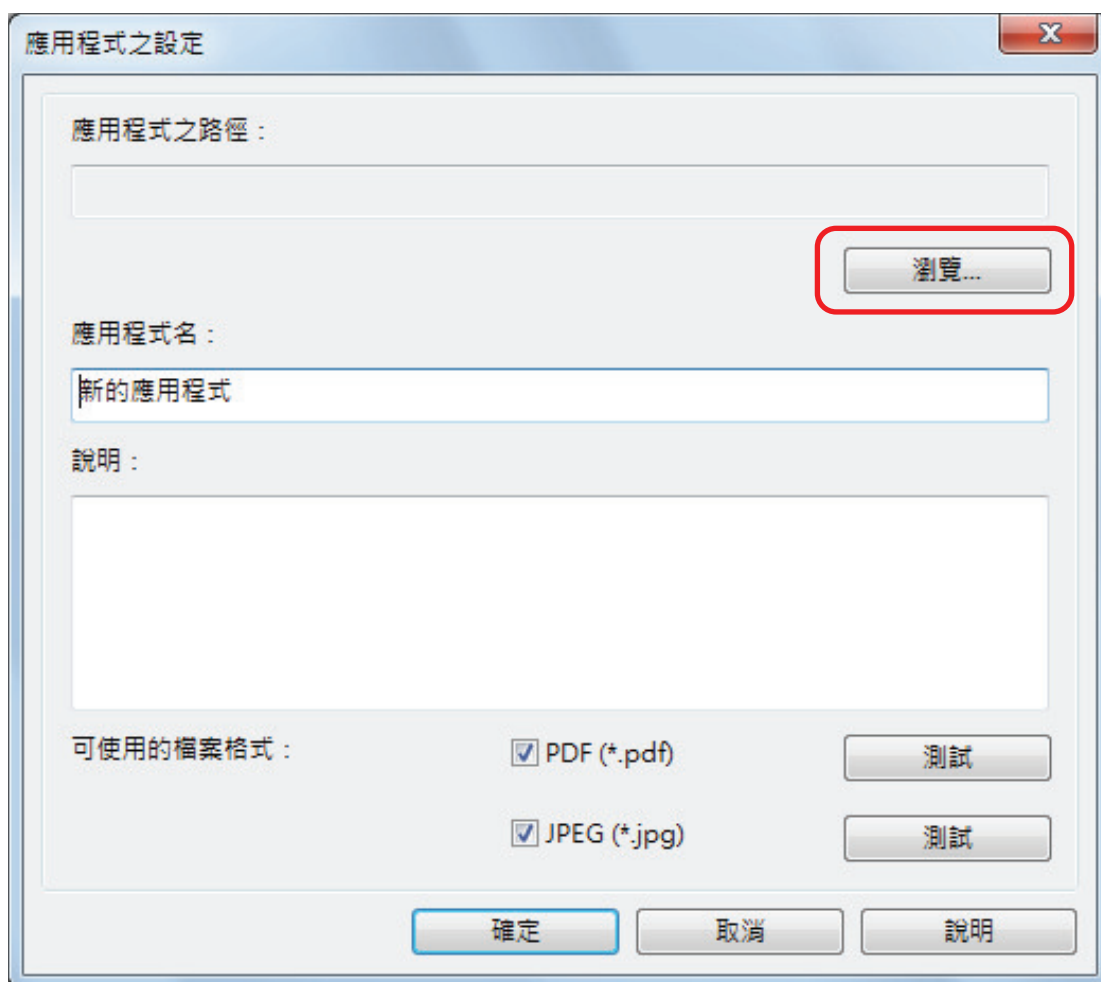 應用程式之設定
應用程式之路徑：
瀏覽...
應用程式名：
新的應用程式
說明：
可使用的檔案格式： PDF (*.pdf) 測試
JPEG (*.jpg) 測試
確定 取消 說明